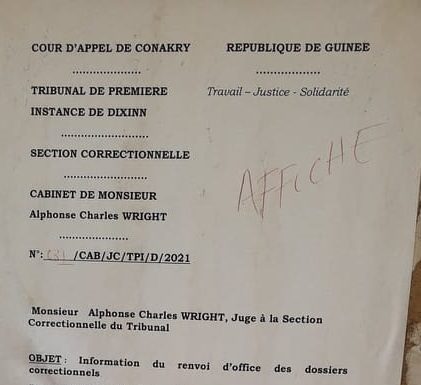 COUR D'APPEL DE CONAKRY
REPUBLIQUE DE GUINEE
TRIBUNAL DE PREMIERE
Travail – Justice - Solidarité
INSTANCE DE DIXINN
SECTION CORRECTIONNELLE
AFFICHE
CABINET DE MONSIEUR
Alphonse Charles WRIGHT
N°: /CAB/JC/TPI/D/2021
Monsieur Alphonse Charles WRIGHT, Juge à la Section
Correctionnelle du Tribunal
OBJET : Information du renvoi d'office des dossiers
correctionnels